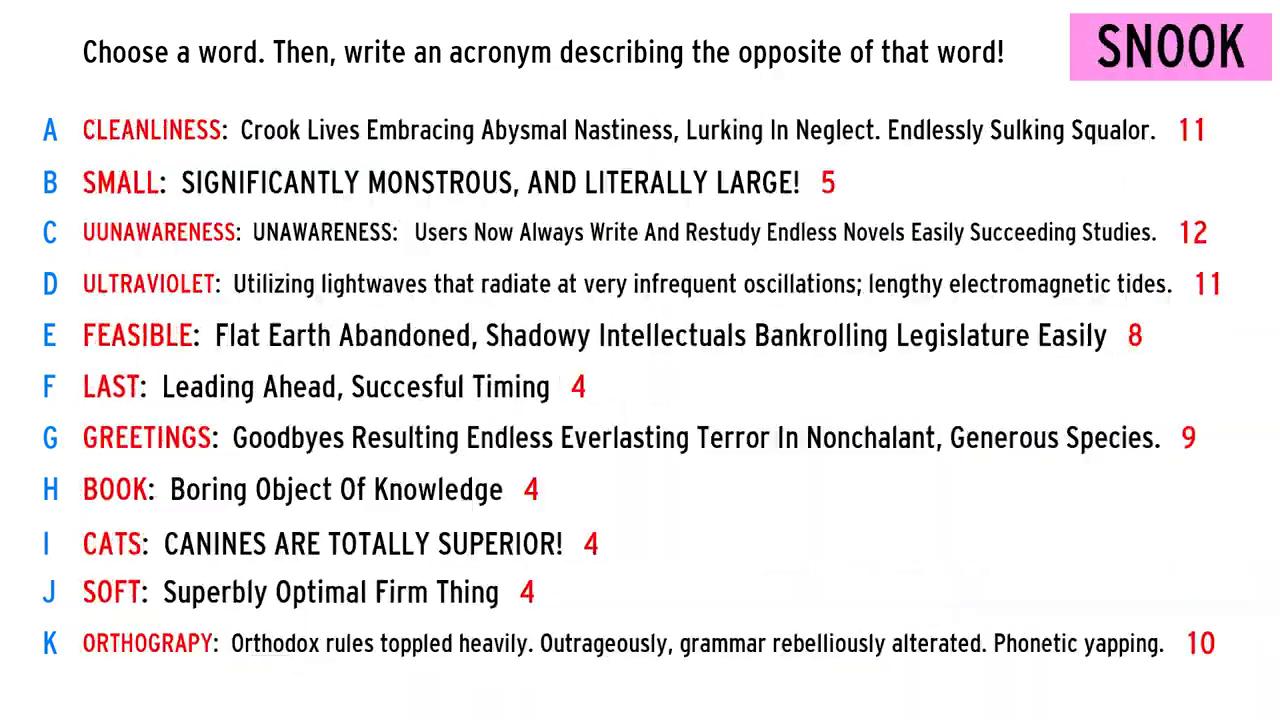 Choose a word. Then, write an acronym describing the opposite of that word!
SNOOK
A CLEANLINESS: Crook Lives Embracing Abysmal Nastiness, Lurking In Neglect. Endlessly Sulking Squalor. 11
B SMALL: SIGNIFICANTLY MONSTROUS, AND LITERALLY LARGE! 5
C UUNAWARENESS: UNAWARENESS: Users Now Always Write And Restudy Endless Novels Easily Succeeding Studies. 12
D ULTRAVIOLET: Utilizing lightwaves that radiate at very infrequent oscillations; lengthy electromagnetic tides. 11
E FEASIBLE: Flat Earth Abandoned, Shadowy Intellectuals Bankrolling Legislature Easily 8
F LAST: Leading Ahead, Succesful Timing 4
G GREETINGS: Goodbyes Resulting Endless Everlasting Terror In Nonchalant, Generous Species. 9
H BOOK: Boring Object Of Knowledge 4
I CATS: CANINES ARE TOTALLY SUPERIOR! 4
J SOFT: Superbly Optimal Firm Thing 4
K ORTHOGRAPY: Orthodox rules toppled heavily. Outrageously, grammar rebelliously alterated. Phonetic yapping. 10